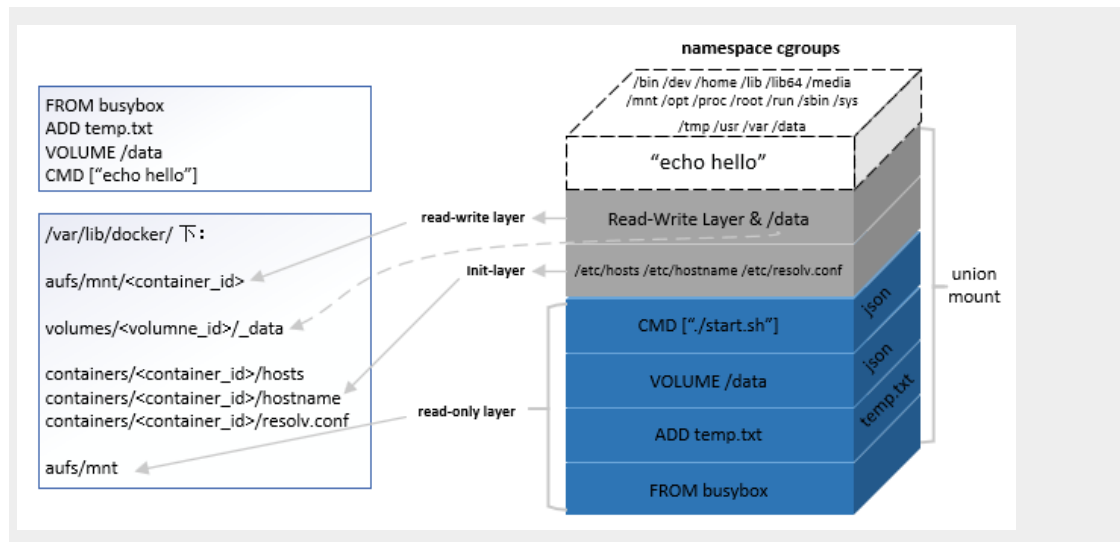 FROM busybox
ADD temp.txt
VOLUME /data
CMD [“echo hello”]
/var/lib/docker/ 下:
aufs/mnt/<container_id>
volumes/<volumne_id>/_data
containers/<container_id>/hosts
containers/<container_id>/hostname
containers/<container_id>/resolv.conf
aufs/mnt
read-write layer
Init-layer
read-only layer
namespace cgroups
/bin /dev /home /lib /lib64 /media
/mnt /opt /proc /root /run /sbin /sys
/tmp /usr /var /data
“echo hello”
Read-Write Layer & /data
/etc/hosts /etc/hostname /etc/resolv.conf
CMD [“./start.sh”]
json
VOLUME /data
json
ADD temp.txt
temp.txt
FROM busybox
union
mount